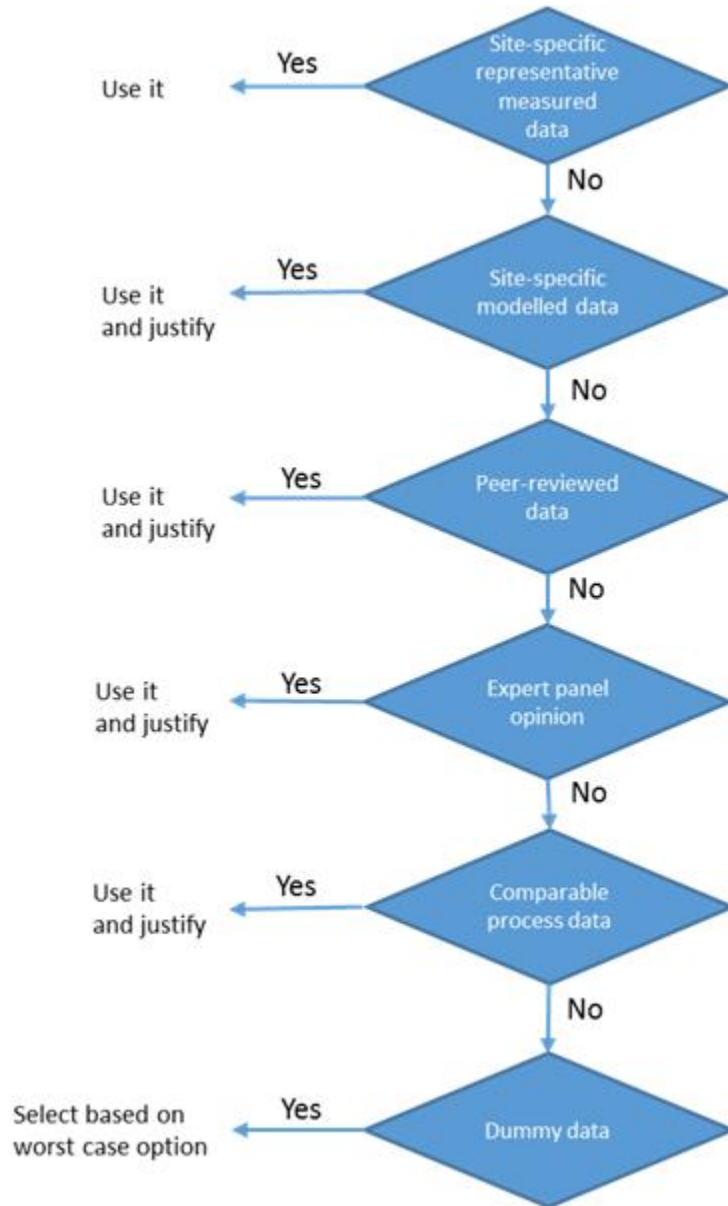 Site-specific
representative
measured
data
Yes
Use it
No
Site-specific
modelled data
Yes
Use it
and justify
No
Peer-reviewed
data
Yes
Use it
and justify
No
Expert panel
opinion
Yes
Use it
and justify
No
Comparable
process data
Yes
Use it
and justify
No
Dummy data
Yes
Select based on
worst case option